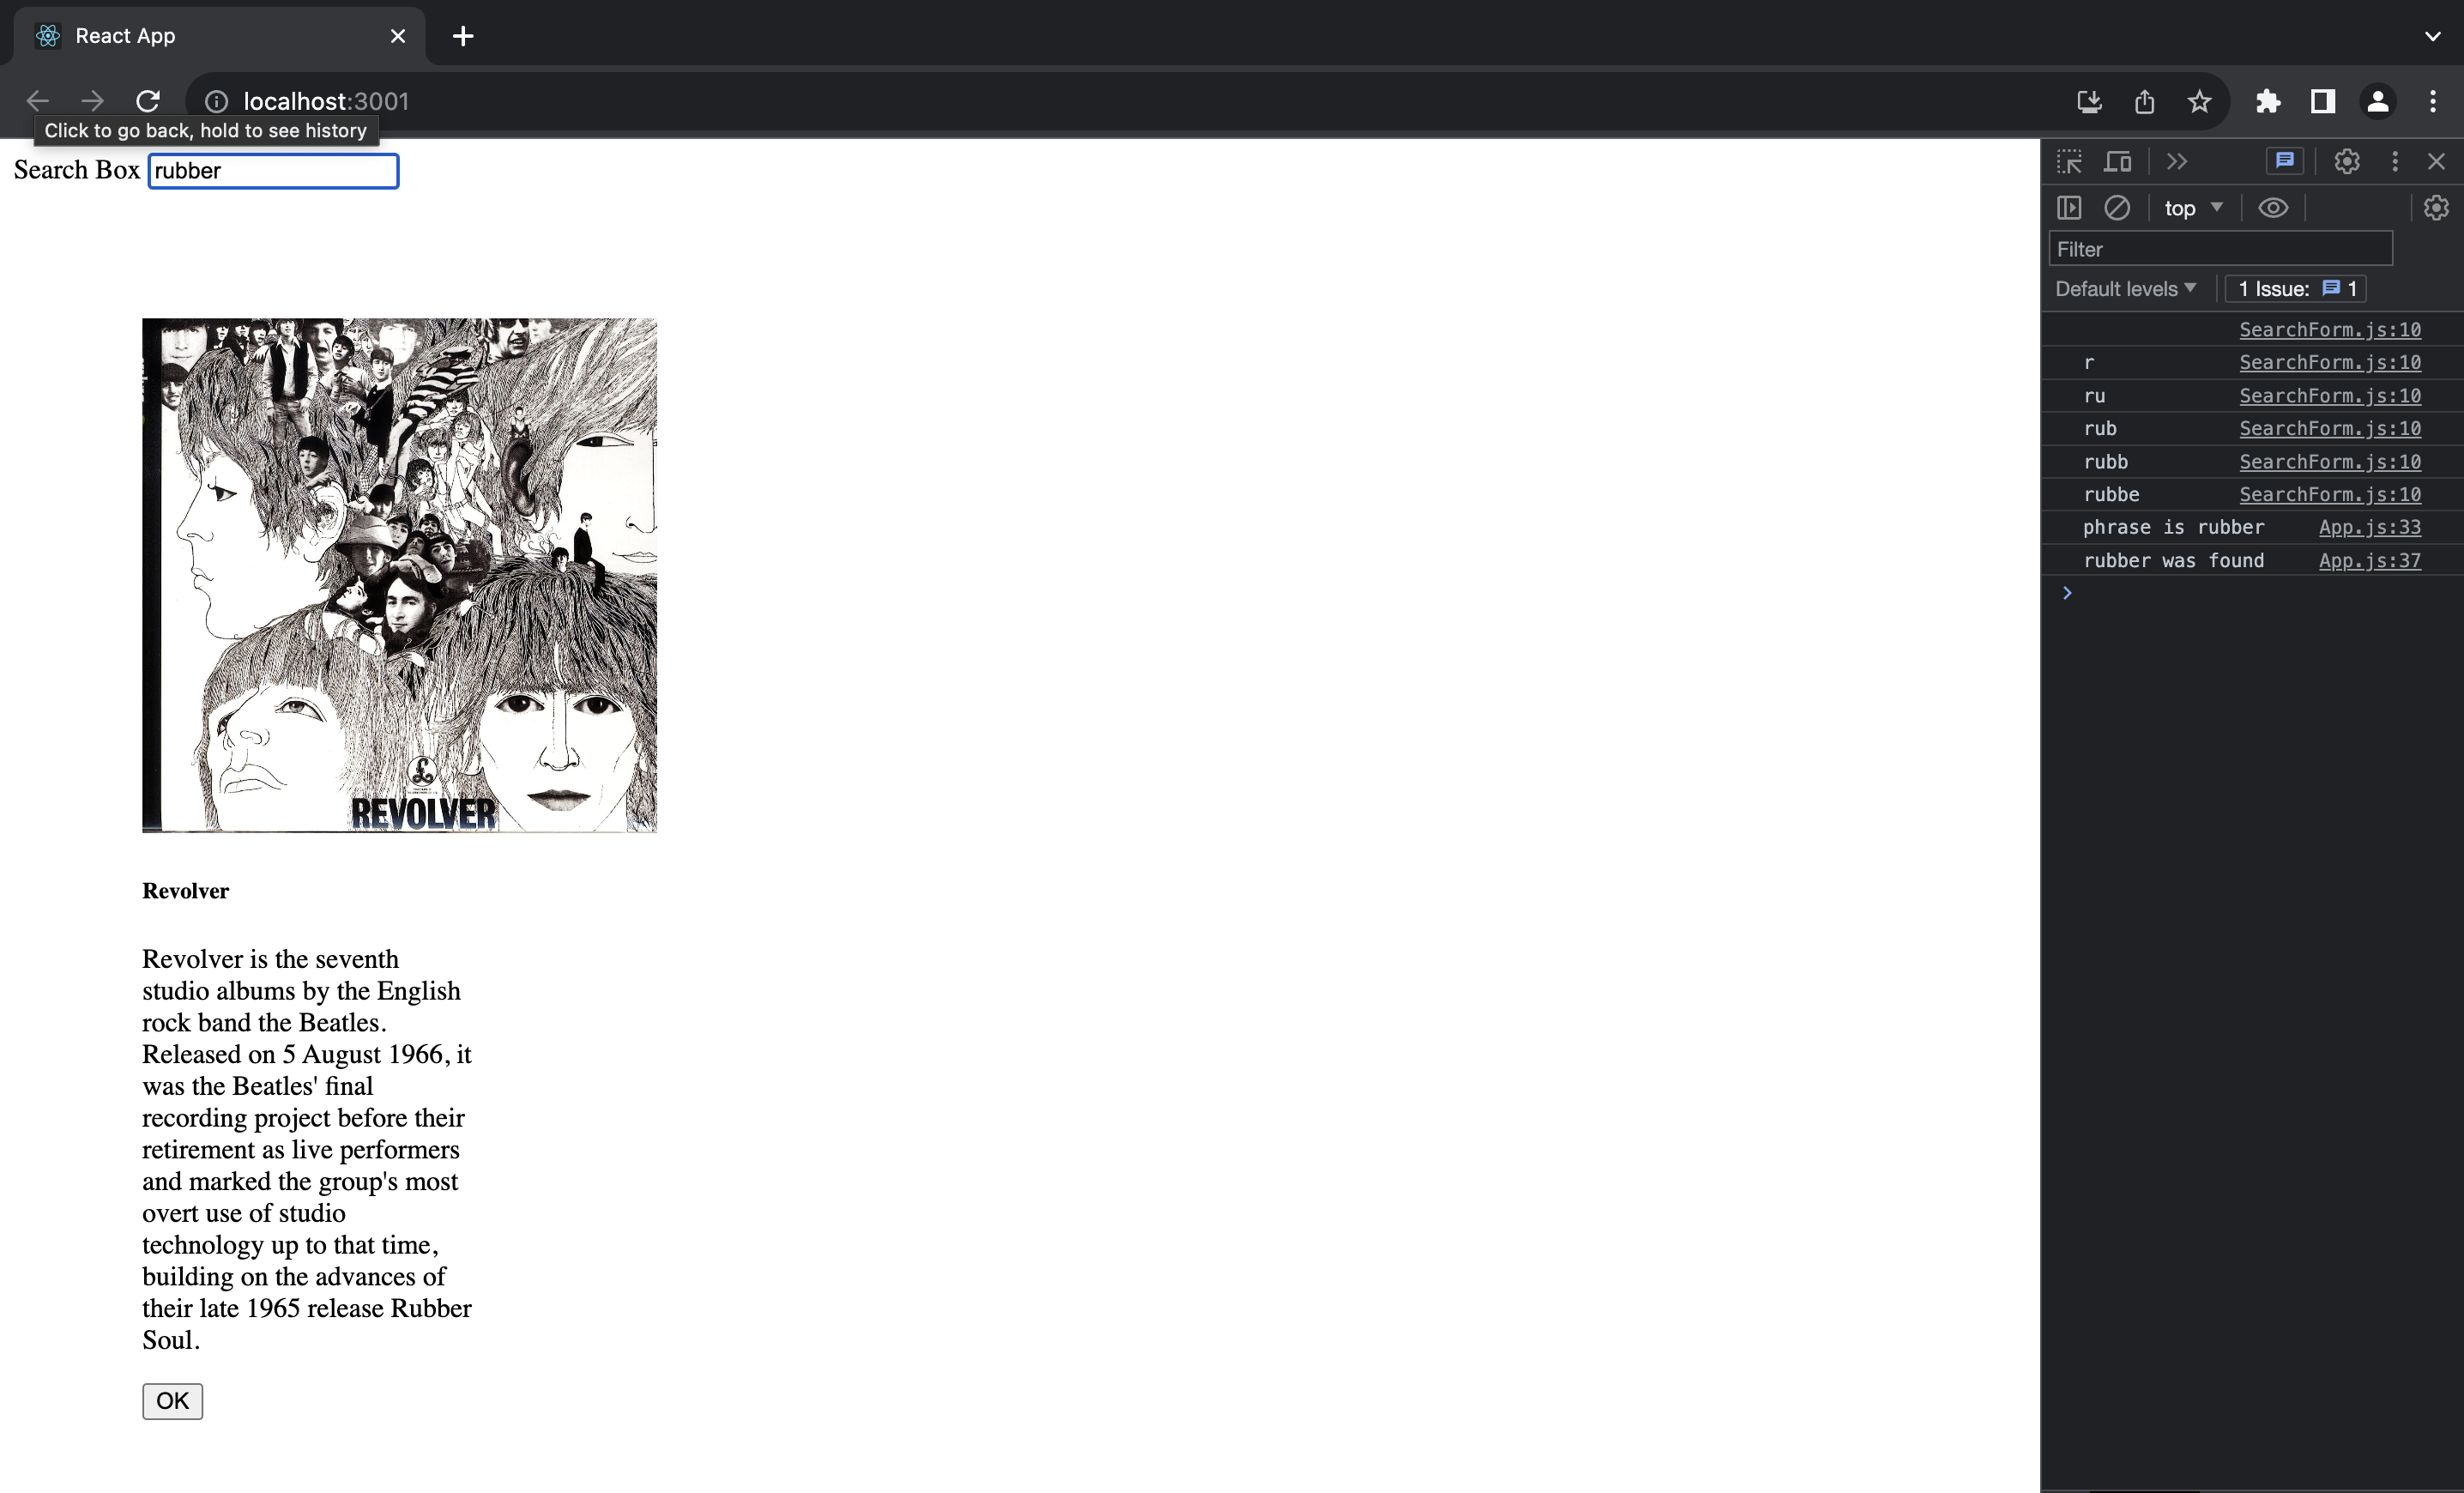 React App
localhost:3001
Click to go back, hold to see history
Search Box rubber
REVOLVER
Revolver
Revolver is the seventh
studio albums by the English
rock band the Beatles.
Released on 5 August 1966, it
was the Beatles' final
recording project before their
retirement as live performers
and marked the group's most
overt use of studio
technology up to that time,
building on the advances of
their late 1965 release Rubber
Soul.
OK
top
Filter
Default levels 1 Issue: 1
SearchForm.js:10
r SearchForm.js:10
ru SearchForm.js:10
rub SearchForm.js:10
rubb SearchForm.js:10
rubbe SearchForm.js:10
phrase is rubber App.js:33
rubber was found App.js:37